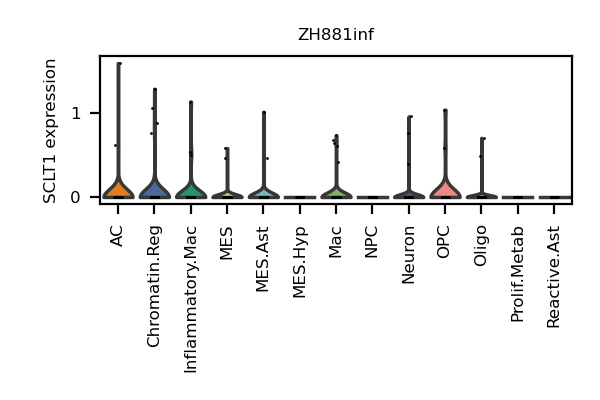 ZH881inf
SCLT1 expression
1
0
AC
Chromatin.Reg
Inflammatory.Mac
MES
MES.Ast
MES.Hyp
Mac
NPC
Neuron
OPC
Oligo
Prolif.Metab
Reactive.Ast